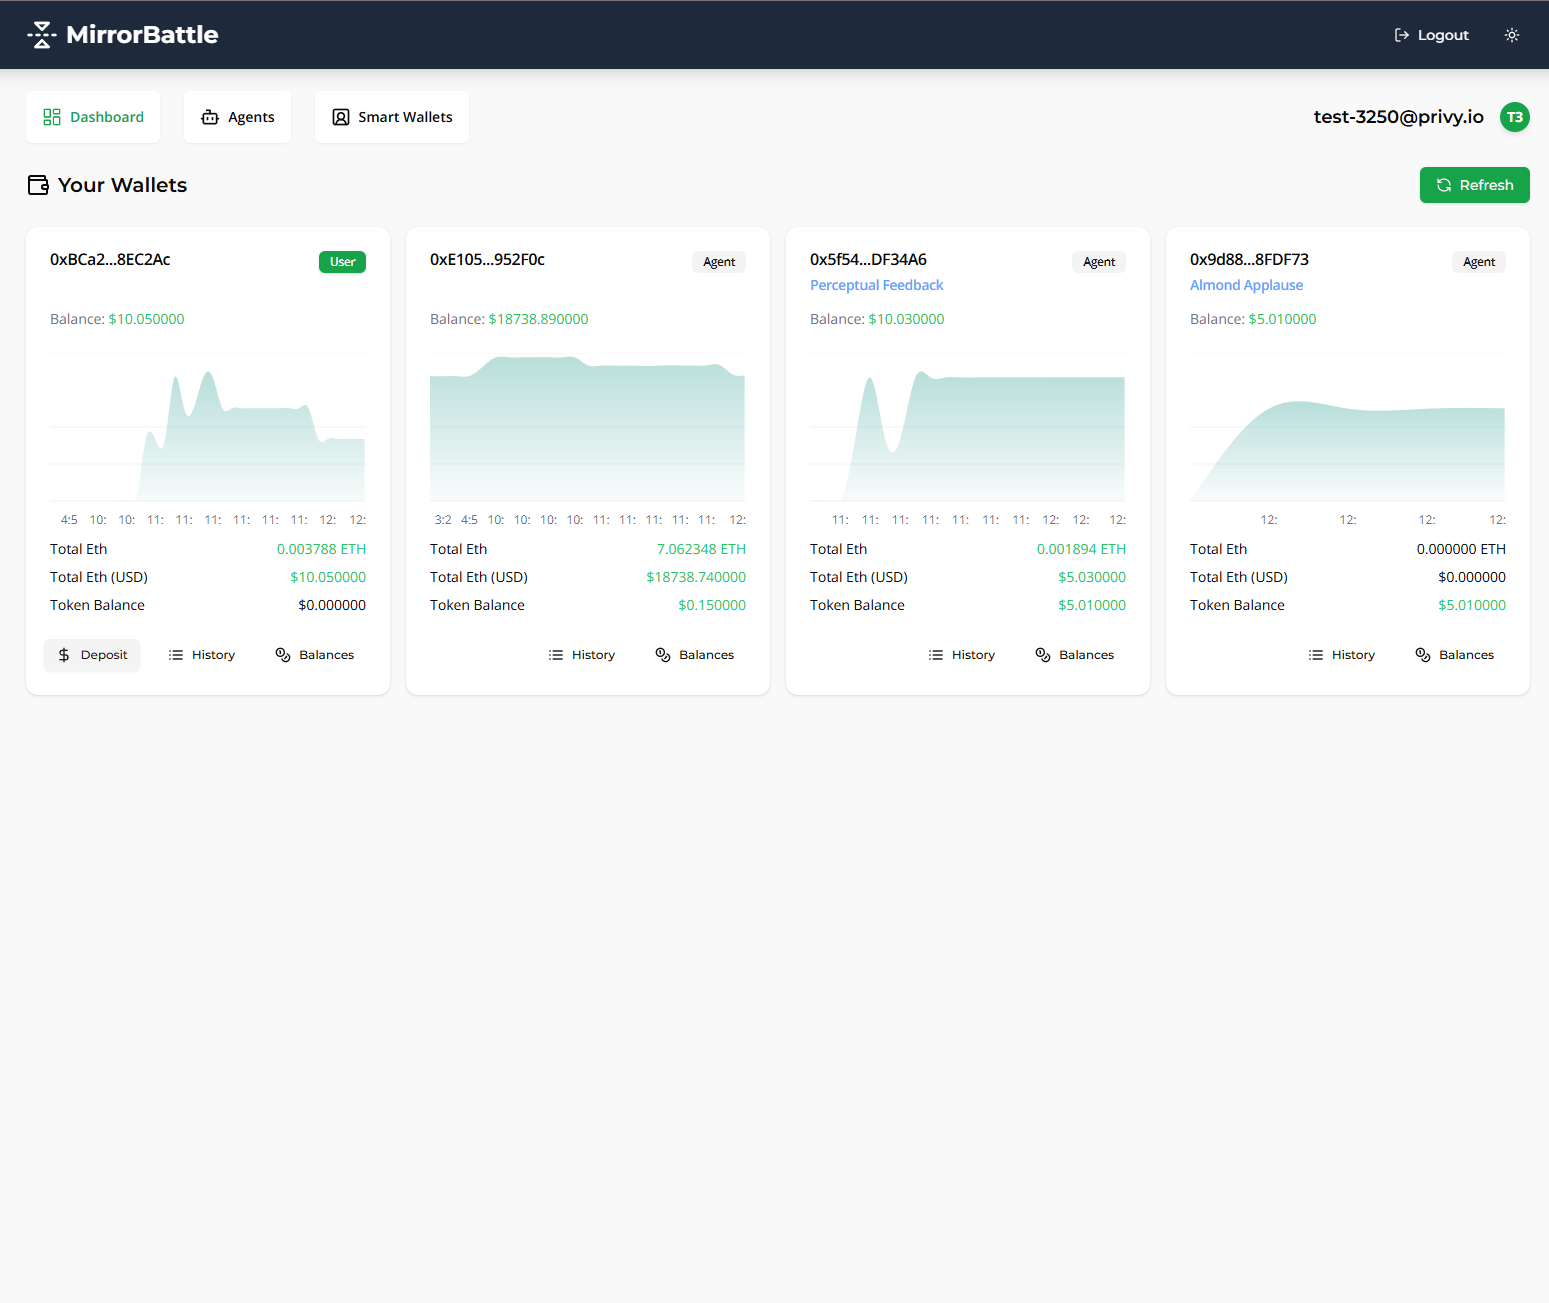 MirrorBattle
Logout
Dashboard
Agents
Smart Wallets
test-3250@privy.io
T3
Your Wallets
Refresh
0xBCa2...8EC2Ac
User
Balance: $10.050000
4:5 10: 10: 11: 11: 11: 11: 11: 11: 12: 12:
Total Eth 0.003788 ETH
Total Eth (USD) $10.050000
Token Balance $0.000000
Deposit
History
Balances
0xE105...952F0c
Agent
Balance: $18738.890000
3:2 4:5 10: 10: 10: 10: 11: 11: 11: 11: 11: 12:
Total Eth 7.062348 ETH
Total Eth (USD) $18738.740000
Token Balance $0.150000
History
Balances
0x5f54...DF34A6
Agent
Perceptual Feedback
Balance: $10.030000
11: 11: 11: 11: 11: 11: 11: 12: 12: 12:
Total Eth 0.001894 ETH
Total Eth (USD) $5.030000
Token Balance $5.010000
History
Balances
0x9d88...8FDF73
Agent
Almond Applause
Balance: $5.010000
12: 12: 12: 12:
Total Eth 0.000000 ETH
Total Eth (USD) $0.000000
Token Balance $5.010000
History
Balances